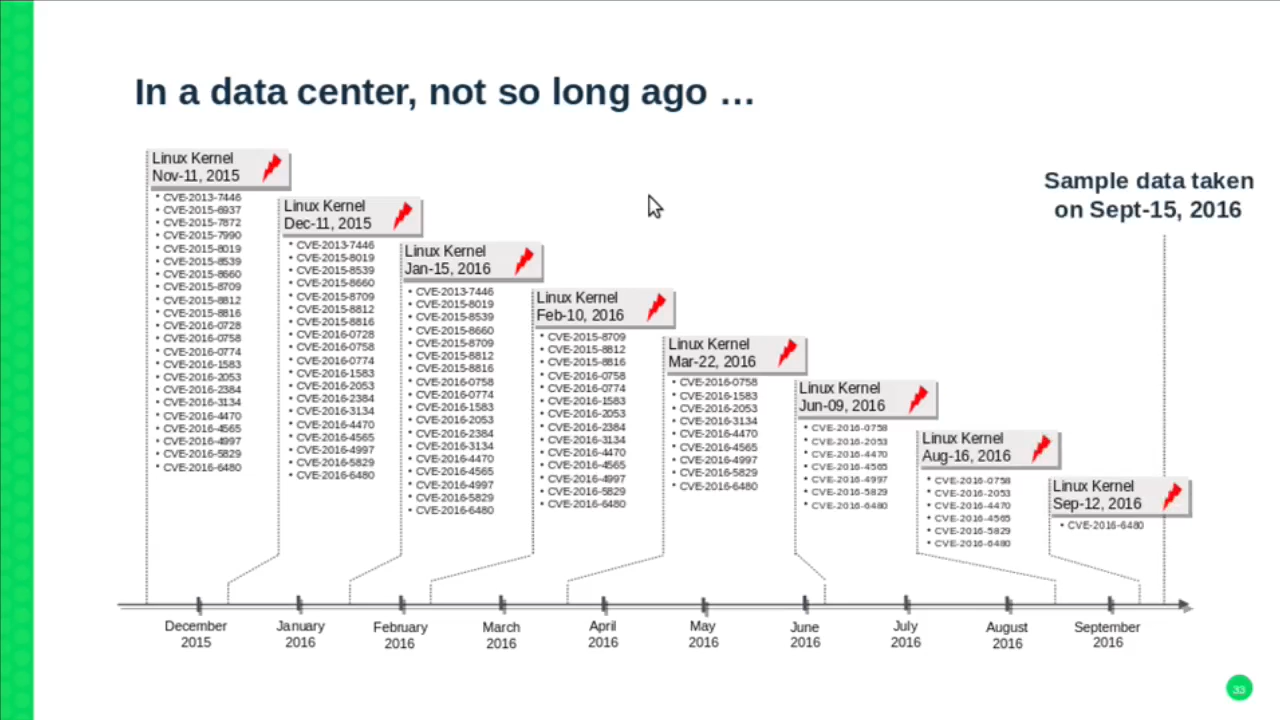 In a data center, not so long ago …
Sample data taken
on Sept-15, 2016
Linux Kernel
Nov-11, 2015
• CVE-2013-7446
• CVE-2015-6937
• CVE-2015-7872
• CVE-2015-7990
• CVE-2015-8019
• CVE-2015-8539
• CVE-2015-8660
• CVE-2015-8709
• CVE-2015-8812
• CVE-2015-8816
• CVE-2016-0728
• CVE-2016-0758
• CVE-2016-0774
• CVE-2016-1583
• CVE-2016-2053
• CVE-2016-2384
• CVE-2016-3134
• CVE-2016-4470
• CVE-2016-4565
• CVE-2016-4997
• CVE-2016-5829
• CVE-2016-6480
Linux Kernel
Dec-11, 2015
• CVE-2013-7446
• CVE-2015-8019
• CVE-2015-8539
• CVE-2015-8660
• CVE-2015-8709
• CVE-2015-8812
• CVE-2015-8816
• CVE-2016-0728
• CVE-2016-0758
• CVE-2016-0774
• CVE-2016-1583
• CVE-2016-2053
• CVE-2016-2384
• CVE-2016-3134
• CVE-2016-4470
• CVE-2016-4565
• CVE-2016-4997
• CVE-2016-5829
• CVE-2016-6480
Linux Kernel
Jan-15, 2016
• CVE-2013-7446
• CVE-2015-8019
• CVE-2015-8539
• CVE-2015-8660
• CVE-2015-8709
• CVE-2015-8812
• CVE-2015-8816
• CVE-2016-0758
• CVE-2016-0774
• CVE-2016-1583
• CVE-2016-2053
• CVE-2016-2384
• CVE-2016-3134
• CVE-2016-4470
• CVE-2016-4565
• CVE-2016-4997
• CVE-2016-5829
• CVE-2016-6480
Linux Kernel
Feb-10, 2016
• CVE-2015-8709
• CVE-2015-8812
• CVE-2015-8816
• CVE-2016-0758
• CVE-2016-0774
• CVE-2016-1583
• CVE-2016-2053
• CVE-2016-2384
• CVE-2016-3134
• CVE-2016-4470
• CVE-2016-4565
• CVE-2016-4997
• CVE-2016-5829
• CVE-2016-6480
Linux Kernel
Mar-22, 2016
• CVE-2016-0758
• CVE-2016-1583
• CVE-2016-2053
• CVE-2016-3134
• CVE-2016-4470
• CVE-2016-4565
• CVE-2016-4997
• CVE-2016-5829
• CVE-2016-6480
Linux Kernel
Jun-09, 2016
• CVE-2016-0758
• CVE-2016-2053
• CVE-2016-4470
• CVE-2016-4565
• CVE-2016-4997
• CVE-2016-5829
• CVE-2016-6480
Linux Kernel
Aug-16, 2016
• CVE-2016-0758
• CVE-2016-2053
• CVE-2016-4470
• CVE-2016-4565
• CVE-2016-5829
• CVE-2016-6480
Linux Kernel
Sep-12, 2016
• CVE-2016-6480
December
2015
January
2016
February
2016
March
2016
April
2016
May
2016
June
2016
July
2016
August
2016
September
2016
33